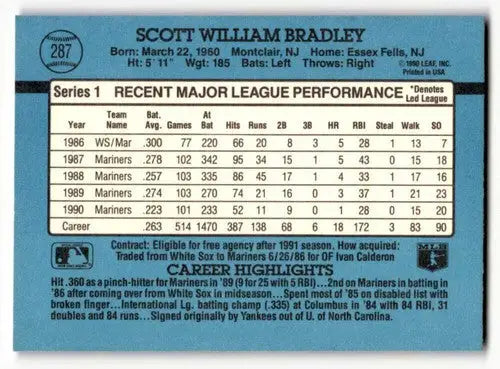 287
SCOTT WILLIAM BRADLEY
Born: March 22, 1960 Montclair, NJ Home: Essex Fells, NJ
Ht: 5' 11" Wgt: 185 Bats: Left Throws: Right
©1990 LEAF, INC.
Printed in USA
Series 1 RECENT MAJOR LEAGUE PERFORMANCE *Denotes Led League
Year Team Name Bat. Avg. Games At Bat Hits Runs 2B 3B HR RBI Steal Walk SO
1986 WS/Mar .300 77 220 66 20 8 3 5 28 1 13 7
1987 Mariners .278 102 342 95 34 15 1 5 43 0 15 18
1988 Mariners .257 103 335 86 45 17 1 4 33 1 17 16
1989 Mariners .274 103 270 74 21 16 0 3 37 1 21 23
1990 Mariners .223 101 233 52 11 9 0 1 28 0 15 20
Career .263 514 1470 387 138 68 6 18 172 3 83 90
Contract: Eligible for free agency after 1991 season. How acquired:
Traded from White Sox to Mariners 6/26/86 for OF Ivan Calderon
CAREER HIGHLIGHTS
Hit .360 as a pinch-hitter for Mariners in '89 (9 for 25 with 5 RBI)...2nd on Mariners in batting in
'86 after coming over from White Sox in midseason...Spent most of '85 on disabled list with
broken finger...International Lg. batting champ (.335) at Columbus in '84 with 84 RBI, 31
doubles and 84 runs...Signed originally by Yankees out of U. of North Carolina.